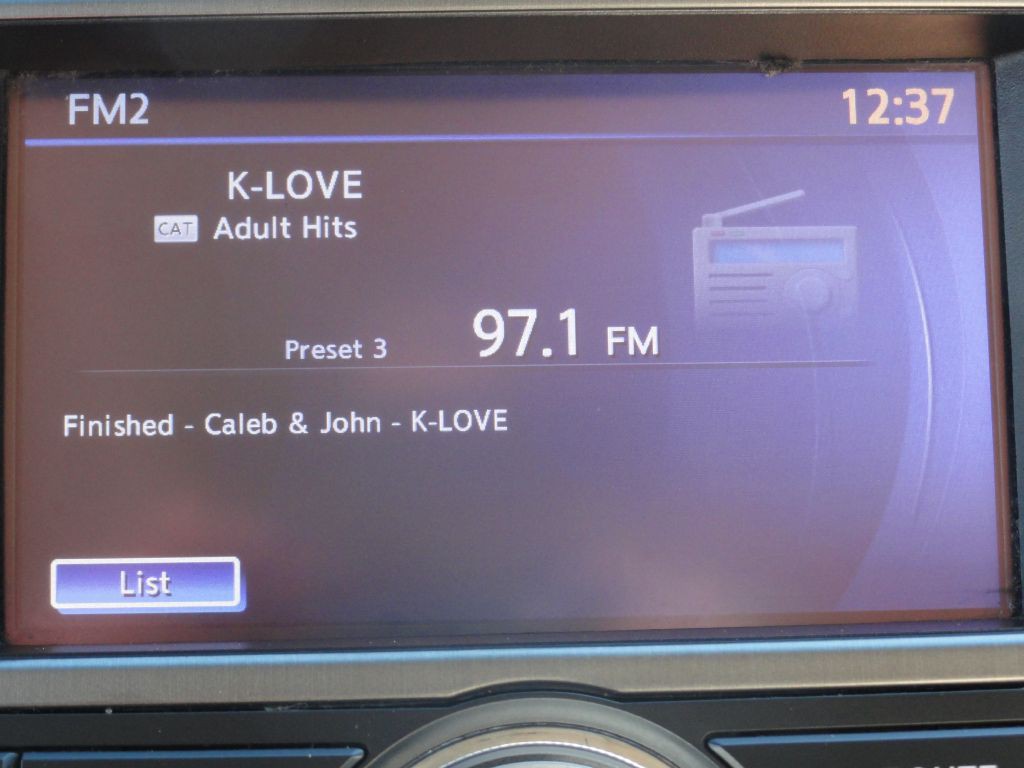 FM2 12:37
K-LOVE
CAT Adult Hits
Preset 3 97.1 FM
Finished - Caleb & John - K-LOVE
List